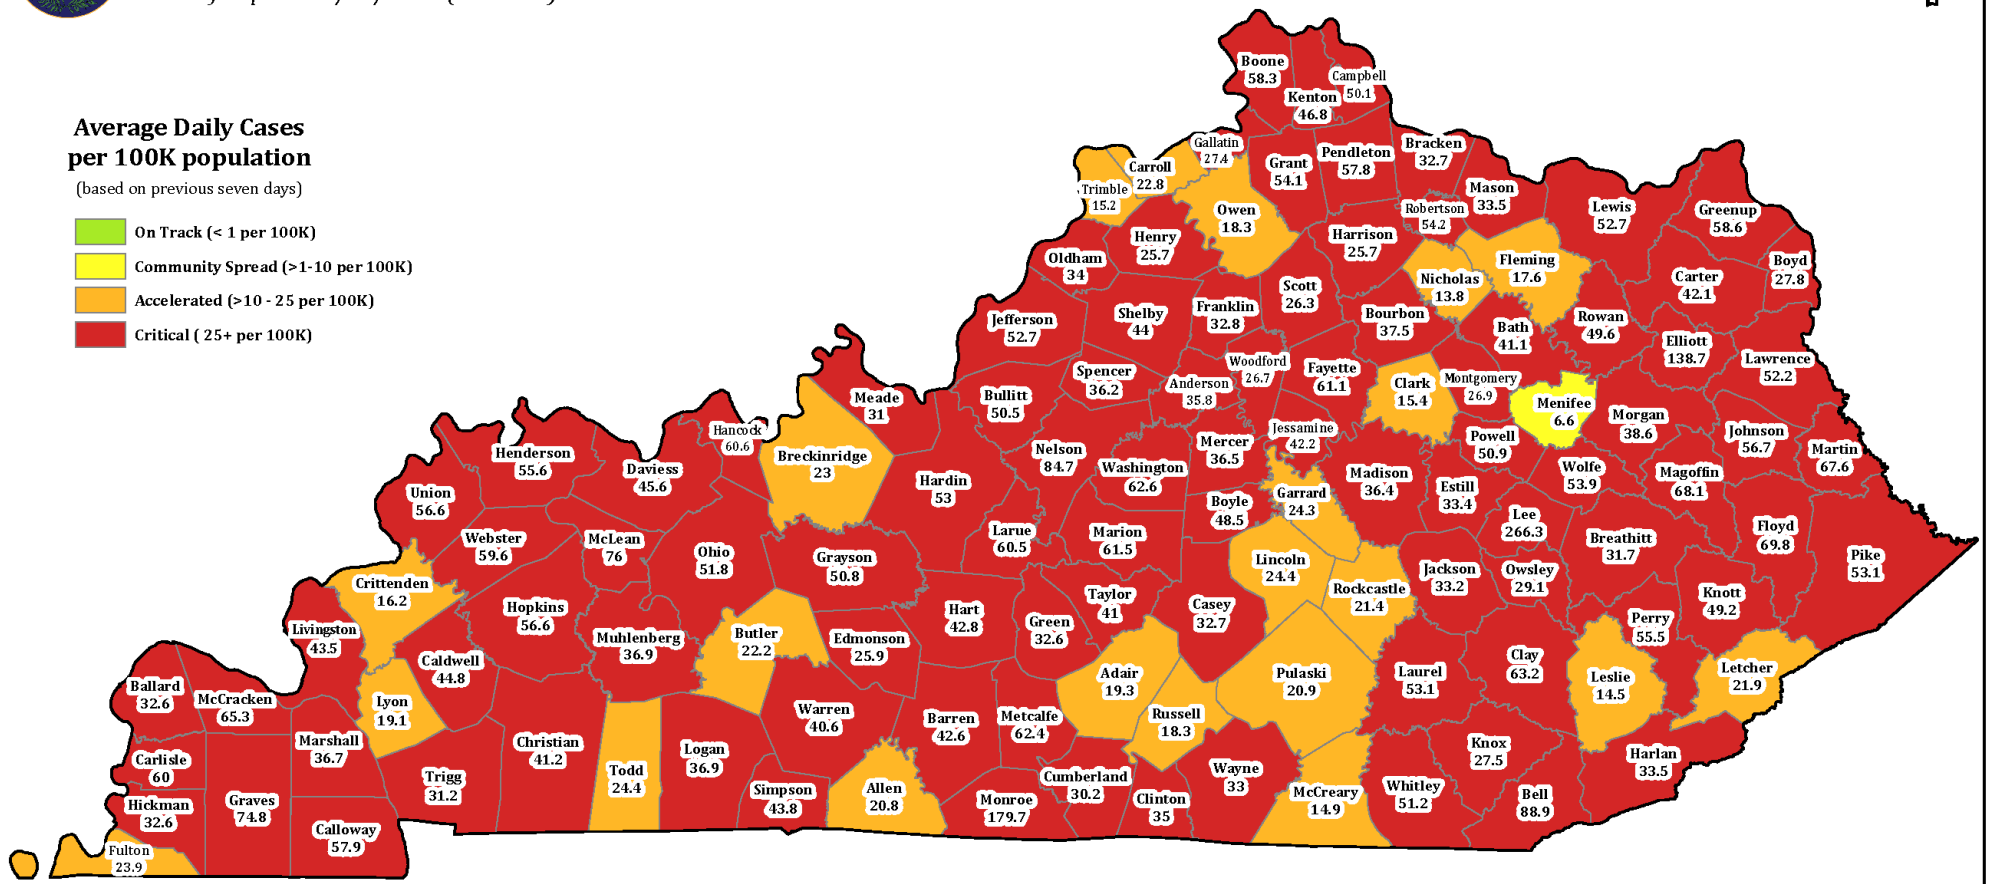 Average Daily Cases
per 100K population
(based on previous seven days)
On Track (< 1 per 100K)
Community Spread (>1-10 per 100K)
Accelerated (>10 - 25 per 100K)
Critical ( 25+ per 100K)
Boone
58.3
Campbell
50.1
Kenton
46.8
Gallatin
27.4
Carroll
22.8
Trimble
15.2
Grant
54.1
Pendleton
57.8
Bracken
32.7
Mason
33.5
Robertson
54.2
Lewis
52.7
Greenup
58.6
Owen
18.3
Henry
25.7
Oldham
34
Harrison
25.7
Nicholas
13.8
Fleming
17.6
Carter
42.1
Boyd
27.8
Jefferson
52.7
Shelby
44
Franklin
32.8
Scott
26.3
Bourbon
37.5
Bath
41.1
Rowan
49.6
Elliott
138.7
Lawrence
52.2
Meade
31
Bullitt
50.5
Spencer
36.2
Anderson
35.8
Woodford
26.7
Fayette
61.1
Clark
15.4
Montgomery
26.9
Menifee
6.6
Morgan
38.6
Johnson
56.7
Martin
67.6
Hancock
60.6
Henderson
55.6
Daviess
45.6
Breckinridge
23
Hardin
53
Nelson
84.7
Washington
62.6
Mercer
36.5
Jessamine
42.2
Madison
36.4
Powell
50.9
Estill
33.4
Wolfe
53.9
Magoffin
68.1
Union
56.6
Webster
59.6
McLean
76
Ohio
51.8
Grayson
50.8
Larue
60.5
Marion
61.5
Boyle
48.5
Garrard
24.3
Lee
266.3
Breathitt
31.7
Floyd
69.8
Pike
53.1
Crittenden
16.2
Hopkins
56.6
Muhlenberg
36.9
Butler
22.2
Edmonson
25.9
Hart
42.8
Green
32.6
Taylor
41
Casey
32.7
Lincoln
24.4
Rockcastle
21.4
Jackson
33.2
Owsley
29.1
Perry
55.5
Knott
49.2
Livingston
43.5
Caldwell
44.8
Lyon
19.1
Ballard
32.6
McCracken
65.3
Marshall
36.7
Carlisle
60
Hickman
32.6
Graves
74.8
Calloway
57.9
Fulton
23.9
Trigg
31.2
Christian
41.2
Todd
24.4
Logan
36.9
Warren
40.6
Simpson
43.8
Allen
20.8
Barren
42.6
Metcalfe
62.4
Monroe
179.7
Cumberland
30.2
Adair
19.3
Russell
18.3
Clinton
35
Wayne
33
Pulaski
20.9
McCreary
14.9
Laurel
53.1
Clay
63.2
Leslie
14.5
Letcher
21.9
Whitley
51.2
Knox
27.5
Bell
88.9
Harlan
33.5